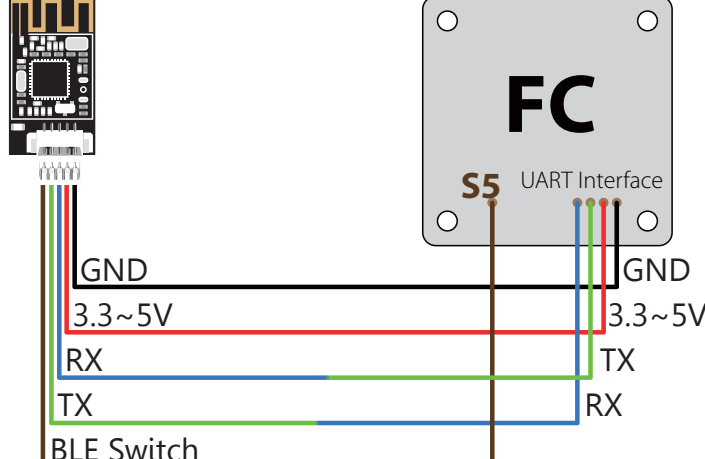 FC
S5
UART Interface
GND
GND
3.3~5V
3.3~5V
RX
TX
TX
RX
BLE Switch